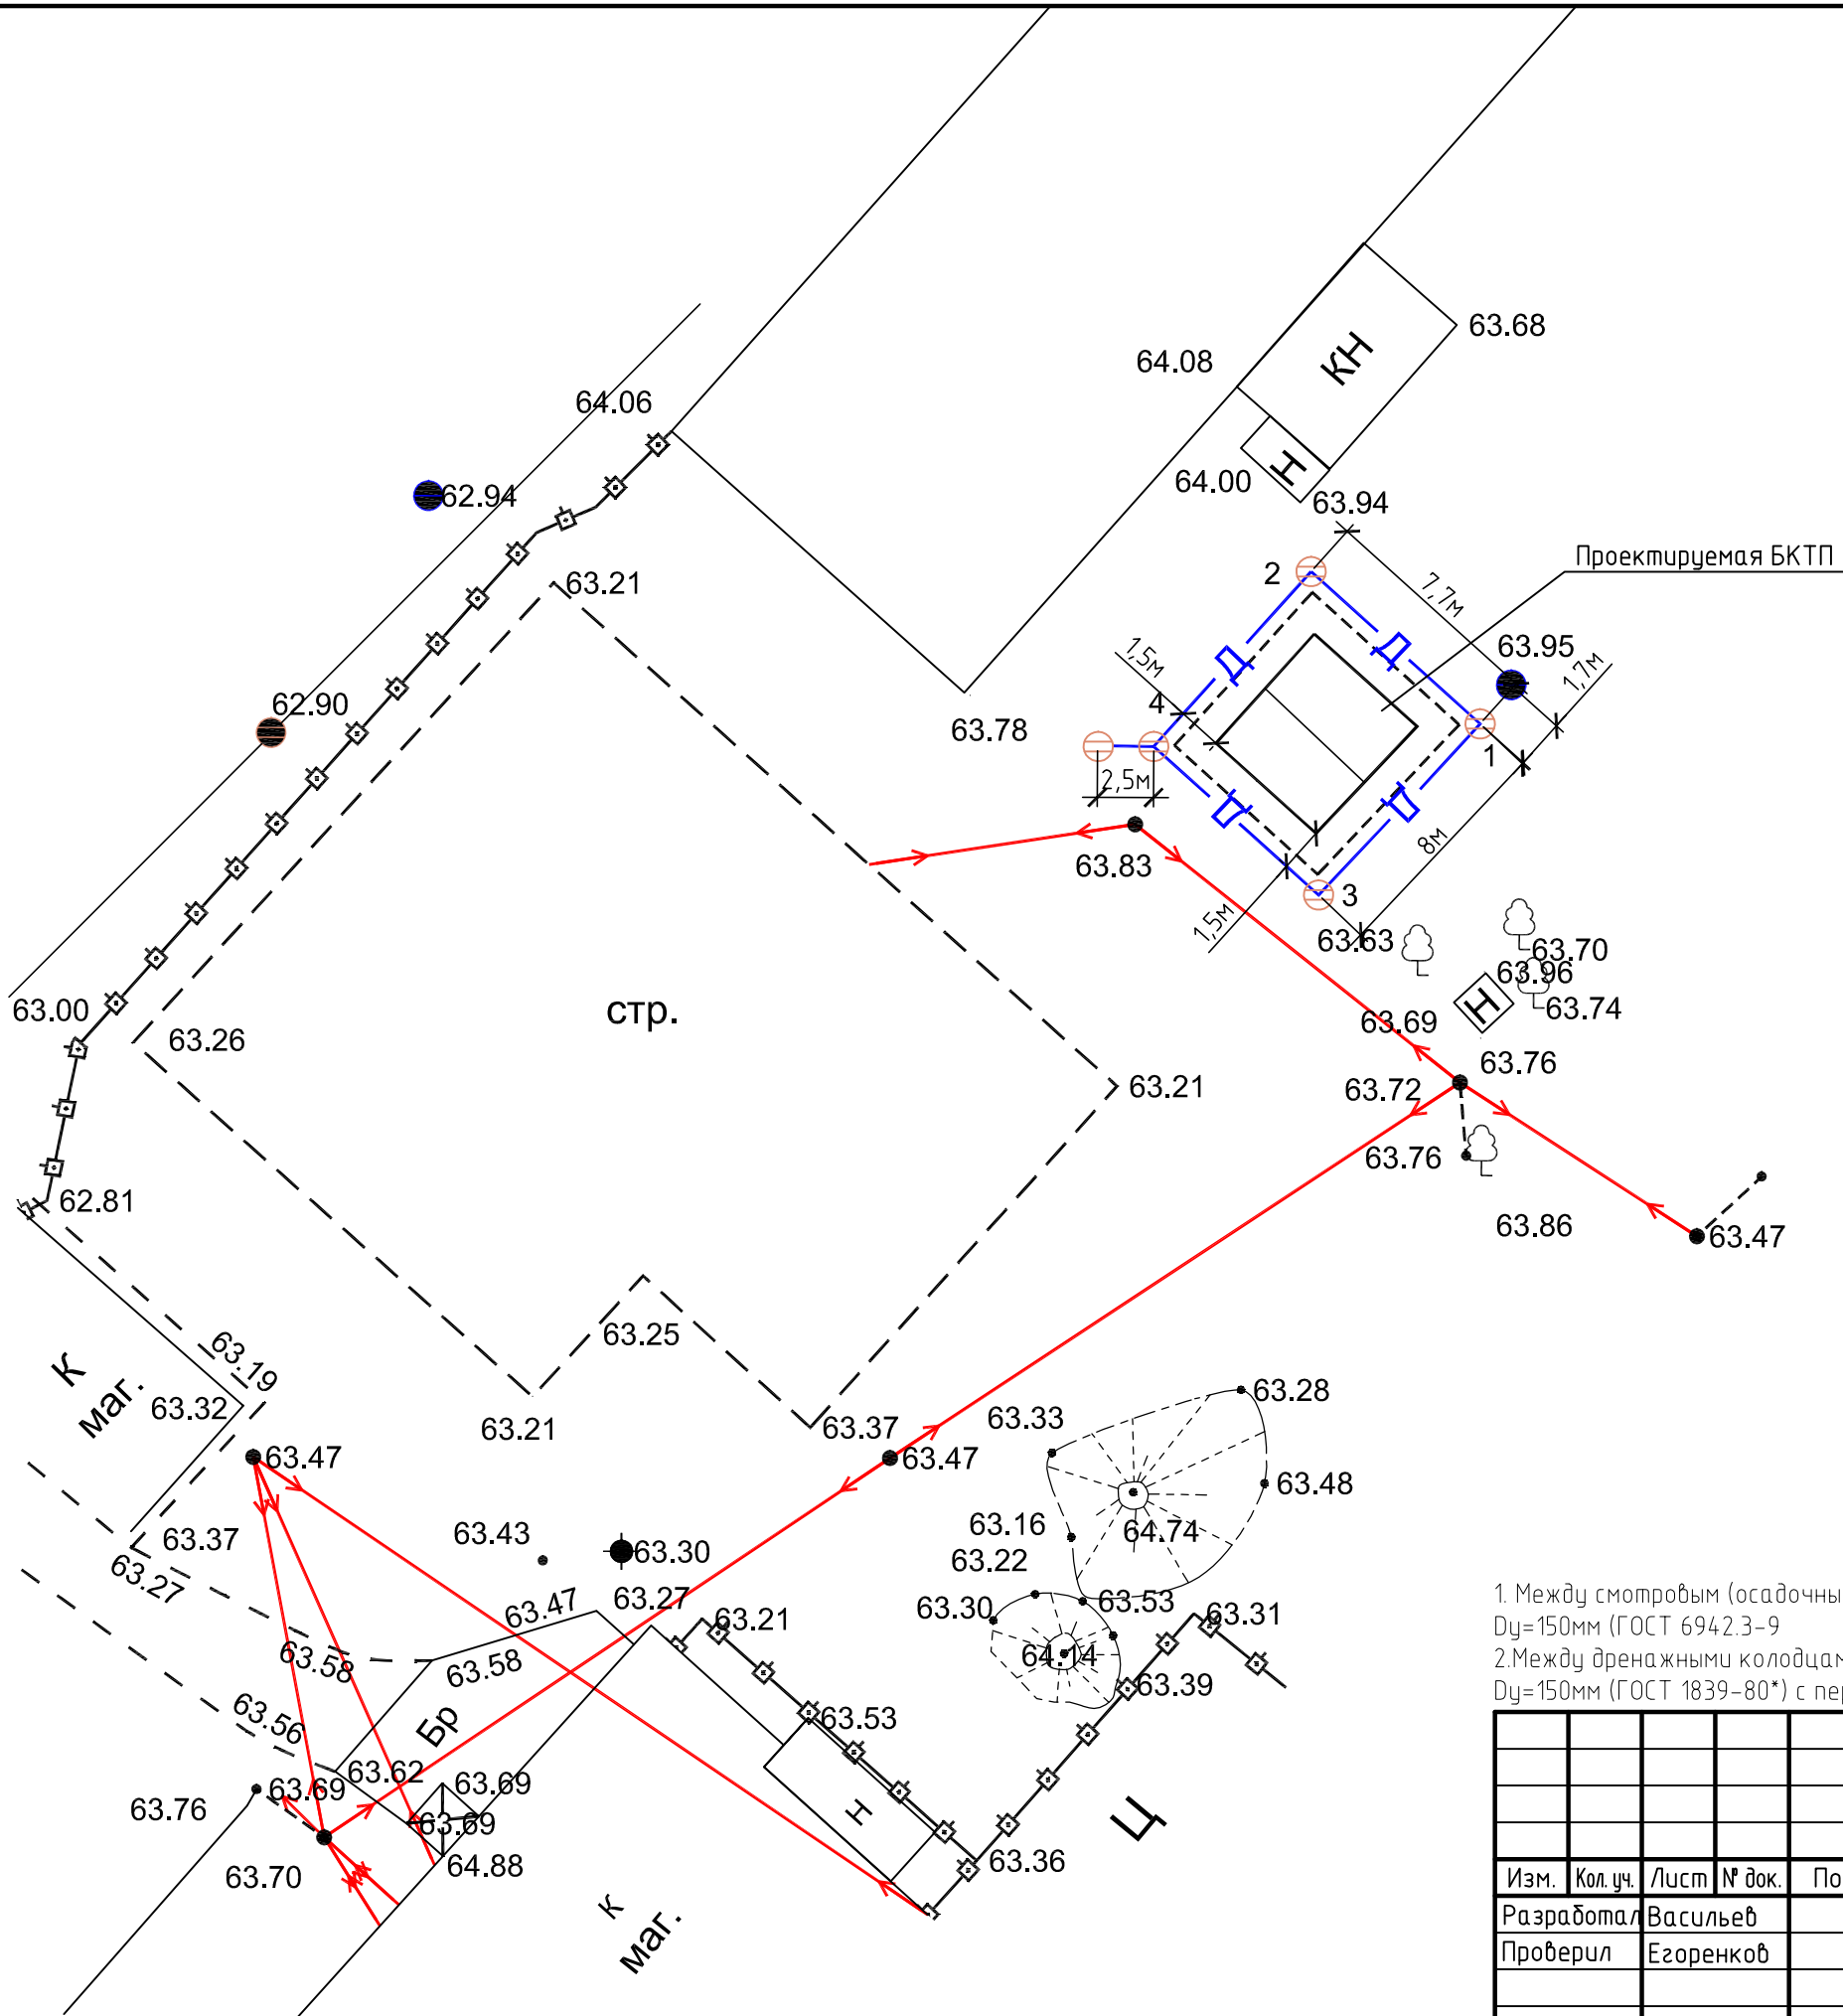 63.68
64.08
КН
64.06
64.00
Н
62.94
63.94
Проектируемая БКТП
2
7,7м
63.21
Д
Д
63.95
1,5м
1,7м
62.90
4
63.78
1
2,5м
Д
Д
8м
63.83
3
1,5м
63.63
63.70
63.96
63.00
стр.
Н
63.74
63.26
63.69
63.76
63.21
63.72
63.76
62.81
63.86
63.47
63.25
63.19
К
маг.
63.32
63.28
63.21
63.37
63.33
63.47
63.47
63.48
63.37
63.43
63.30
63.16
64.74
63.22
63.27
63.27
63.47
63.21
63.30
63.53
63.31
1. Между смотровым (осадочны
Dу=150мм (ГОСТ 6942.3-9
63.58
63.58
64.14
2.Между дренажными колодцам
Dу=150мм (ГОСТ 1839-80*) с пер
63.39
63.56
Бр
63.53
63.62
63.69
63.69
63.76
63.69
Н
Ц
63.70
64.88
63.36
к
маг.
Изм. Кол. уч. Лист № док. По
Разработал Васильев
Проверил Егоренков